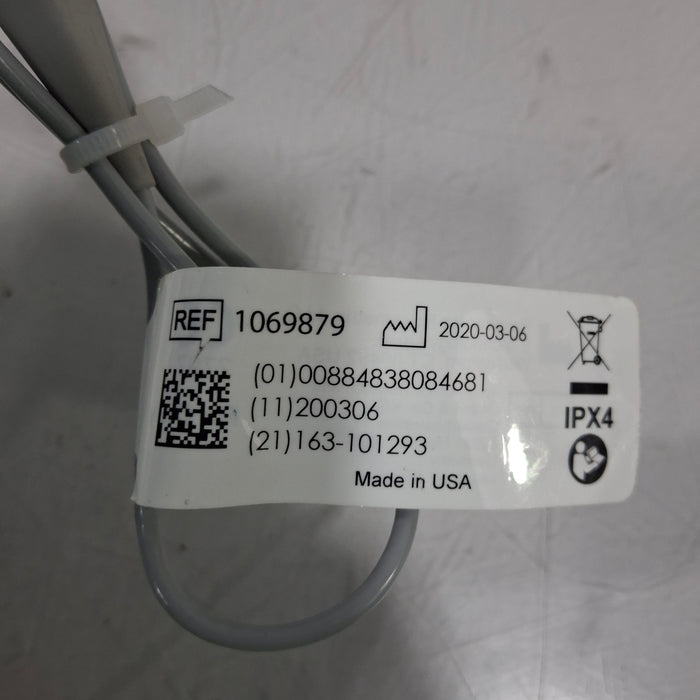 REF 1069879 2020-03-06
(01)00884838084681
(11)200306
(21)163-101293
Made in USA
IPX4